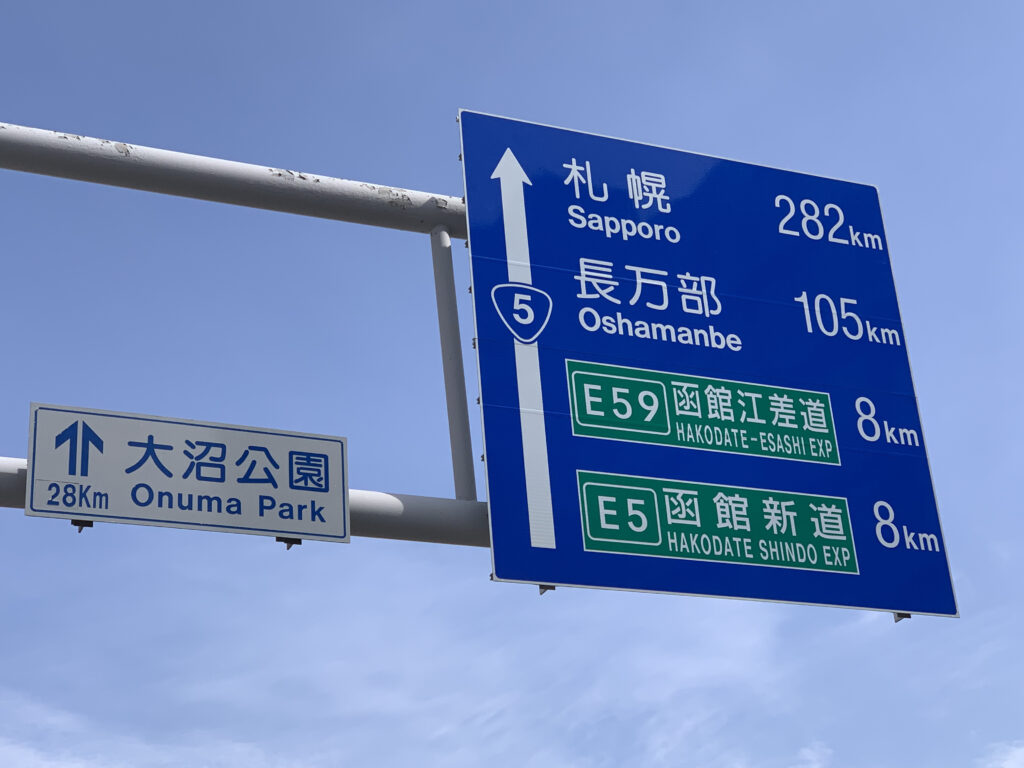 札幌 282km
Sapporo
5
長万部 105km
Oshamanbe
E59 函館江差道 8km
HAKODATE-ESASHI EXP
E5 函館新道 8km
HAKODATE SHINDO EXP
大沼公園
28Km Onuma Park